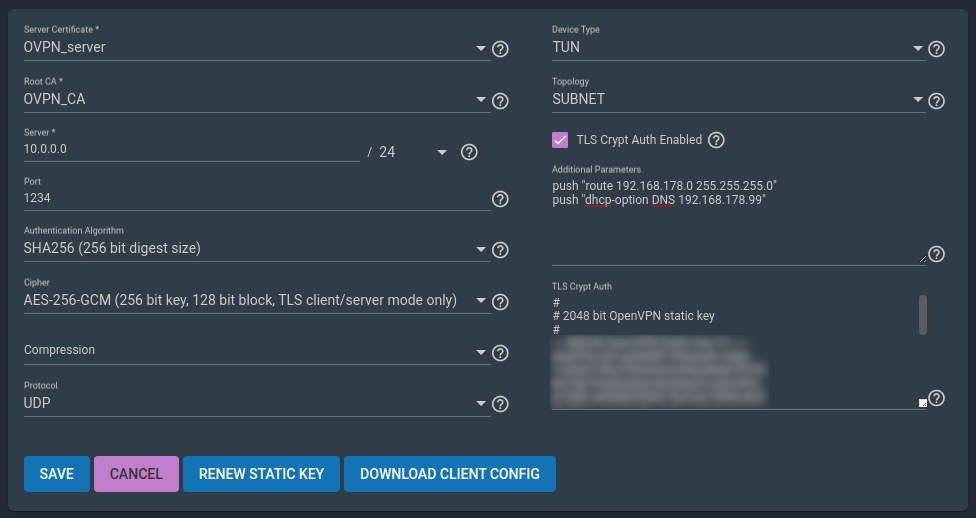 Server Certificate *
OVPN_server
Root CA *
OVPN_CA
Server *
10.0.0.0
/ 24
Port
1234
Authentication Algorithm
SHA256 (256 bit digest size)
Cipher
AES-256-GCM (256 bit key, 128 bit block, TLS client/server mode only)
Compression
Protocol
UDP
Device Type
TUN
Topology
SUBNET
TLS Crypt Auth Enabled
Additional Parameters
push "route 192.168.178.0 255.255.255.0"
push "dhcp-option DNS 192.168.178.99"
TLS Crypt Auth
#
# 2048 bit OpenVPN static key
#
SAVE
CANCEL
RENEW STATIC KEY
DOWNLOAD CLIENT CONFIG